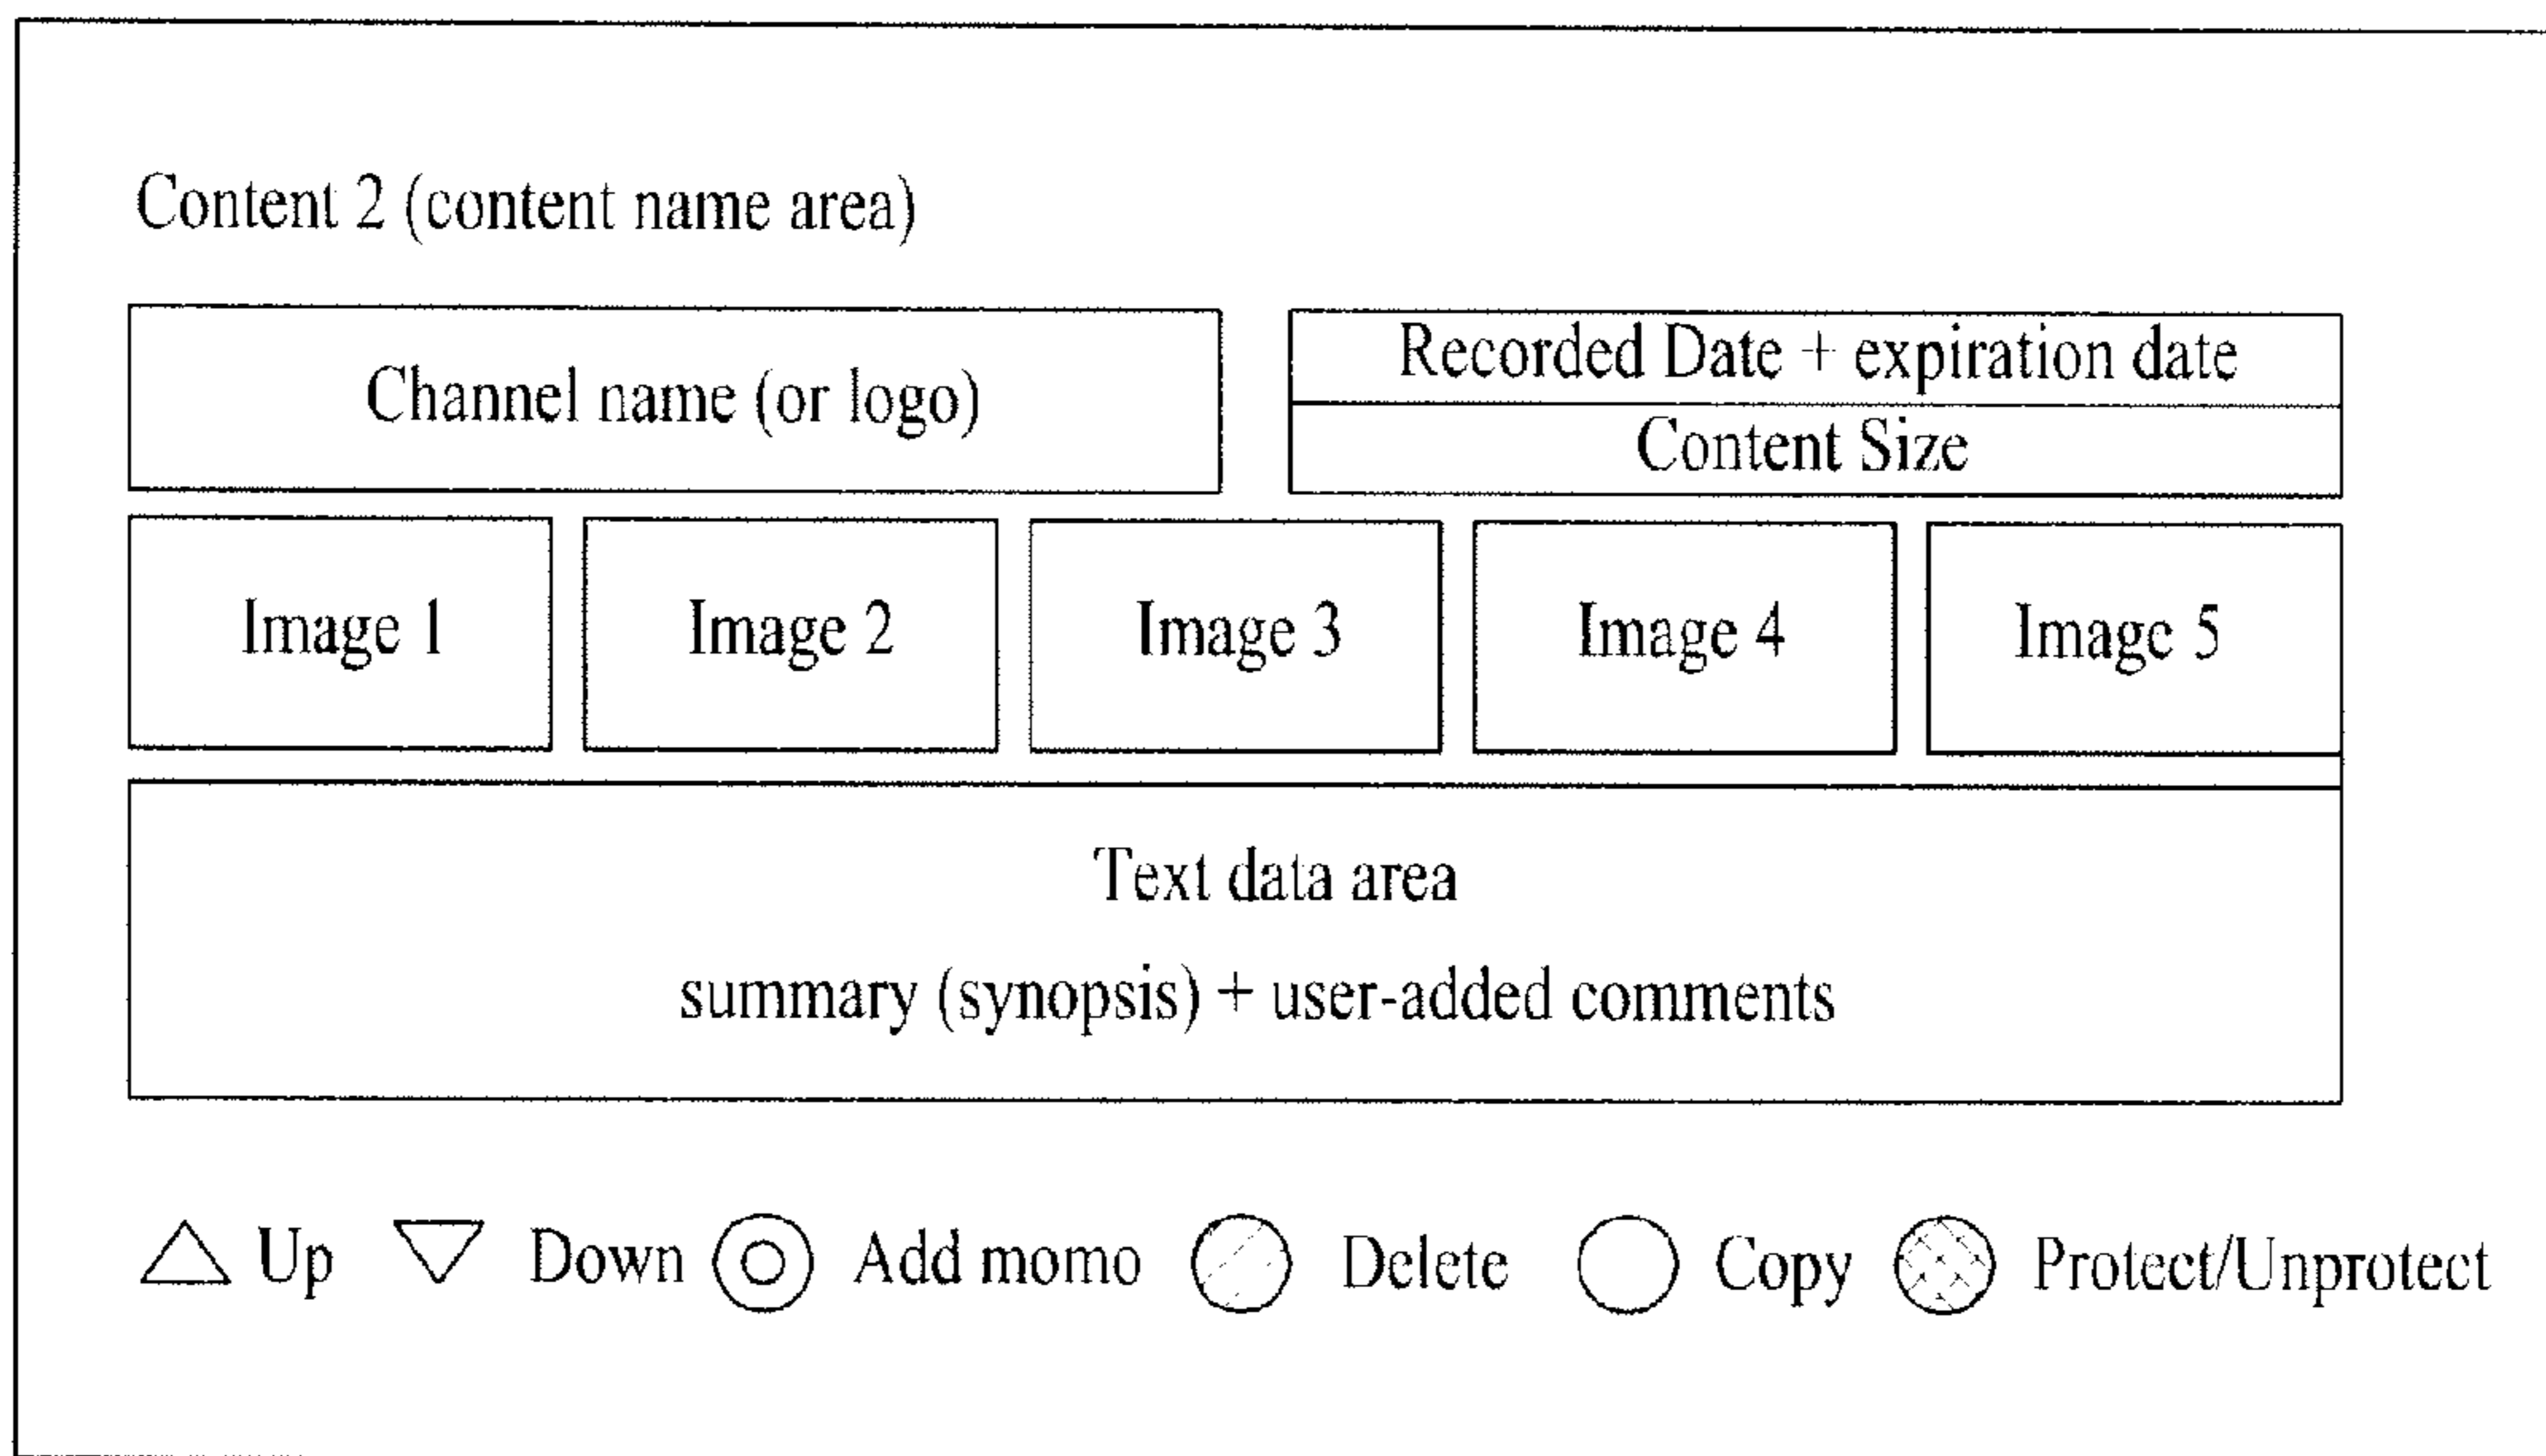 Content 2 (content name area)
Channel name (or logo)
Recorded Date + expiration date
Content Size
Image 1
Image 2
Image 3
Image 4
Image 5
Text data area
summary (synopsis) + user-added comments
Up
Down
Add momo
Delete
Copy
Protect/Unprotect